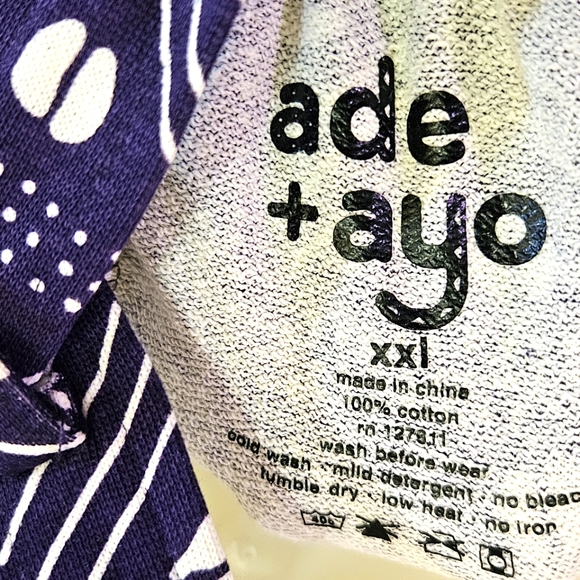 ade
+ayo
xxl
made in china
100% cotton
rn 127811
wash before wear
cold wash · mild detergent · no bleach
tumble dry · low heat · no iron